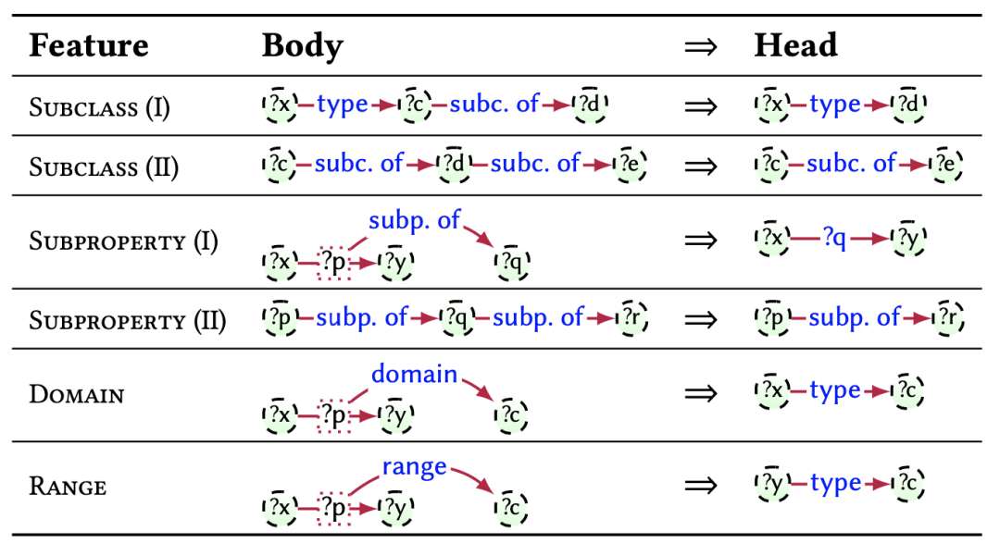 Feature Body ⇒ Head
SUBCLASS (I) ?x type ?c subc. of ?d ⇒ ?x type ?d
SUBCLASS (II) ?c subc. of ?d subc. of ?e ⇒ ?c subc. of ?e
subp. of
SUBPROPERTY (I) ?x ?p ?y ?q ⇒ ?x ?q ?y
SUBPROPERTY (II) ?p subp. of ?q subp. of ?r ⇒ ?p subp. of ?r
domain
DOMAIN ?x ?p ?y ?c ⇒ ?x type ?c
range
RANGE ?x ?p ?y ?c ⇒ ?y type ?c